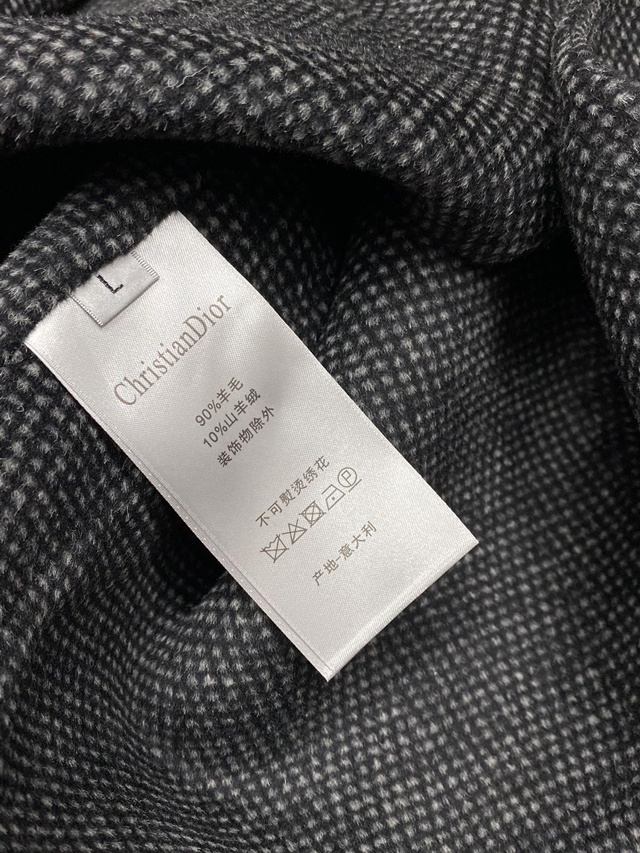 L
ChristianDior
90%羊毛
10%山羊绒
装饰物除外
不可熨烫绣花
P
产地-意大利